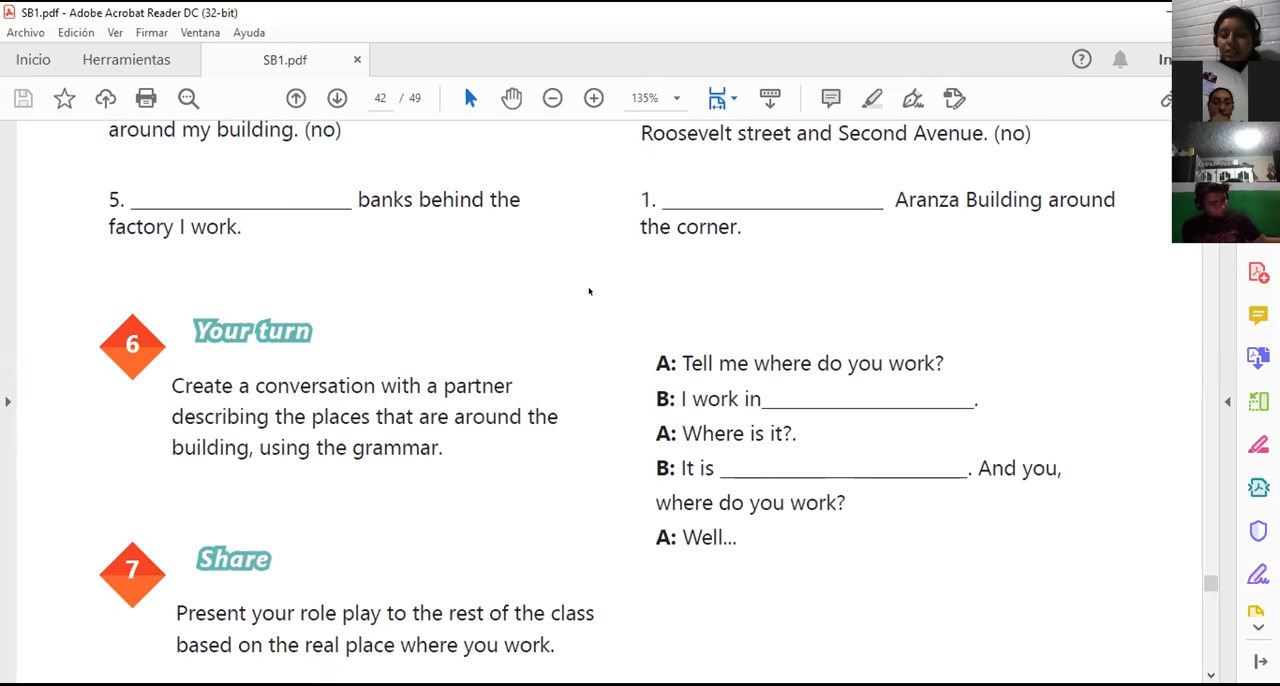 SB1.pdf - Adobe Acrobat Reader DC (32-bit)
Archivo Edición Ver Firmar Ventana Ayuda
Inicio Herramientas SB1.pdf × In
42 / 49 135%
around my building. (no)
5. ____________________ banks behind the
factory I work.
Roosevelt street and Second Avenue. (no)
1. ____________________ Aranza Building around
the corner.
6 Your turn
Create a conversation with a partner
describing the places that are around the
building, using the grammar.
A: Tell me where do you work?
B: I work in____________________.
A: Where is it?.
B: It is ______________________. And you,
where do you work?
A: Well...
7 Share
Present your role play to the rest of the class
based on the real place where you work.